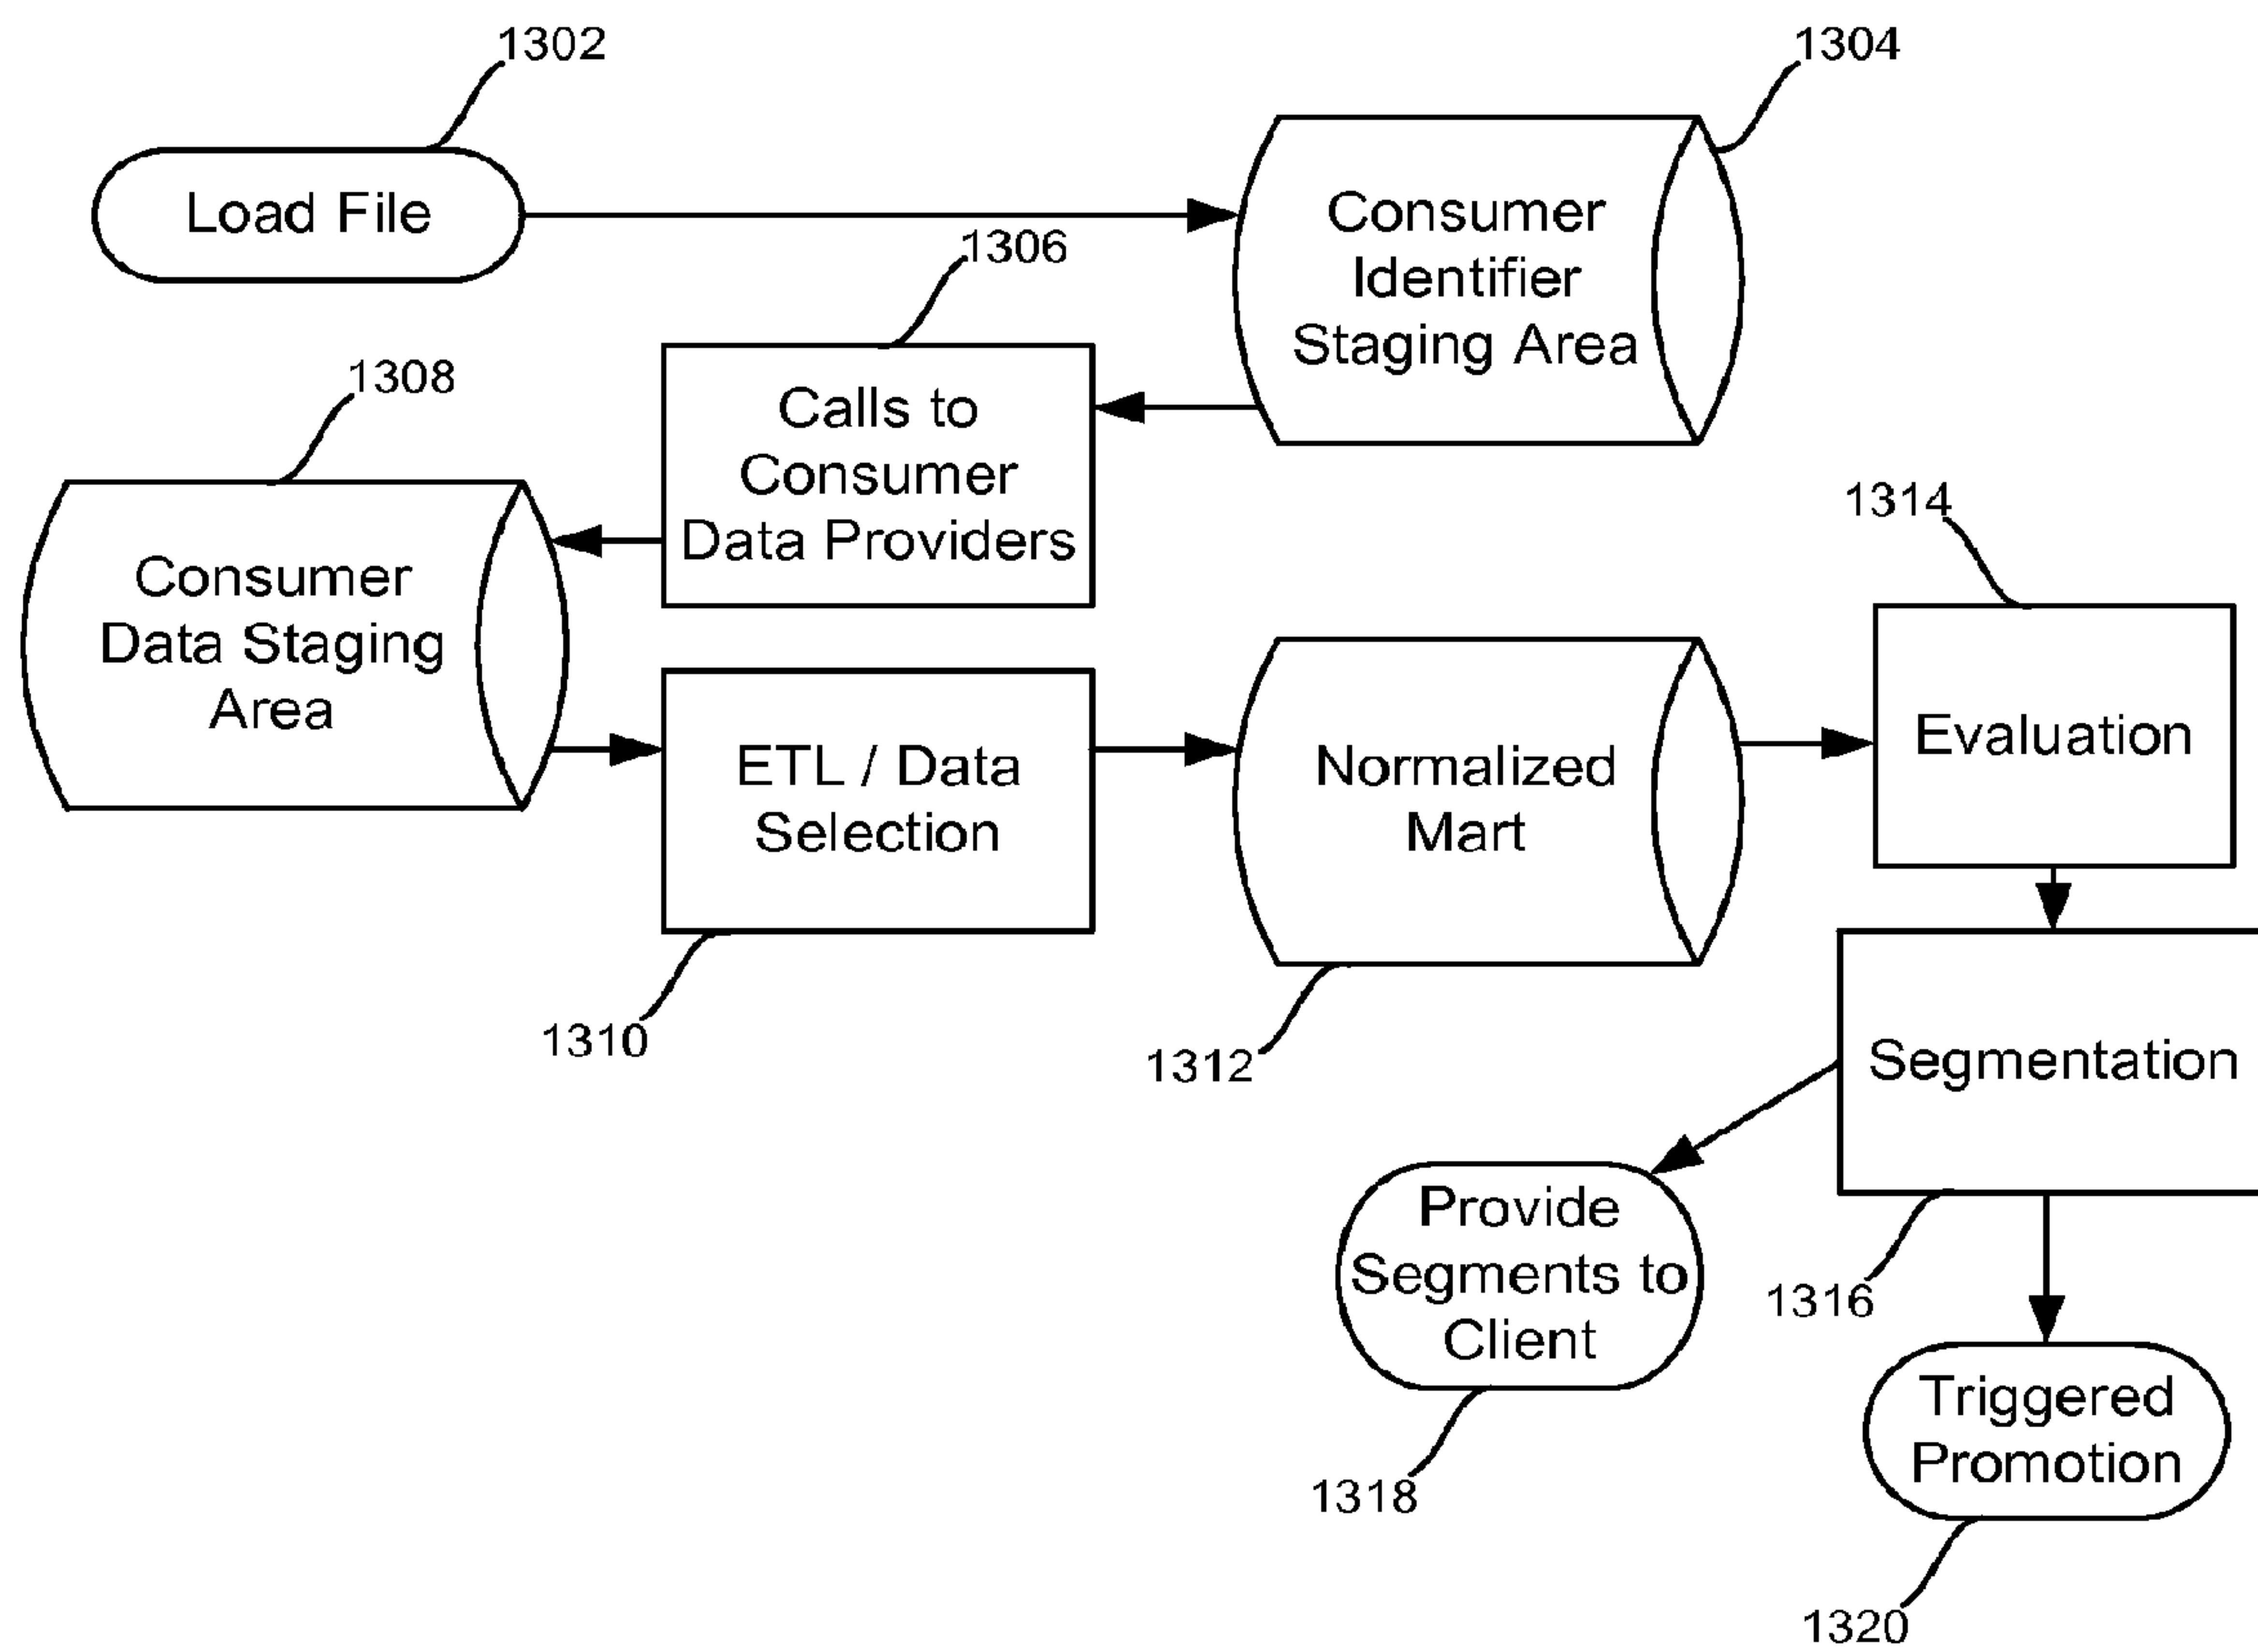 1302
1304
Load File
Consumer
Identifier
Staging Area
1306
1308
Calls to
Consumer
Data Providers
1314
Consumer
Data Staging
Area
Evaluation
ETL / Data
Selection
Normalized
Mart
1310
1312
Segmentation
Provide
Segments to
Client
1316
Triggered
Promotion
1318
1320